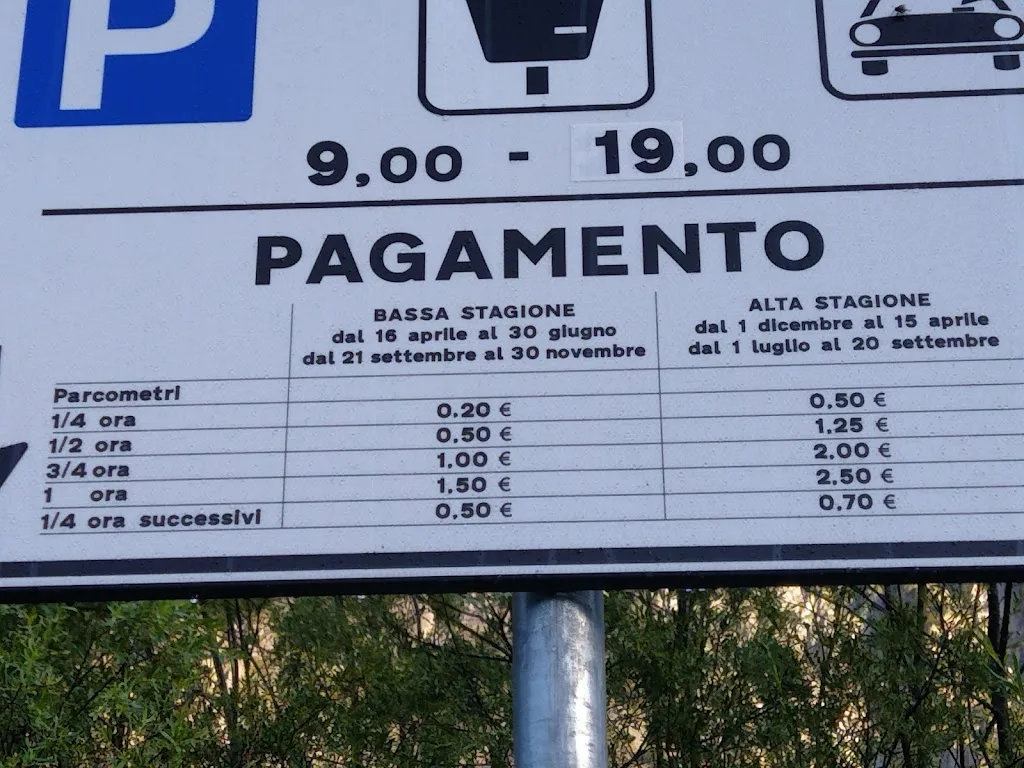 P
9,00 - 19,00
PAGAMENTO
BASSA STAGIONE
dal 16 aprile al 30 giugno
dal 21 settembre al 30 novembre
ALTA STAGIONE
dal 1 dicembre al 15 aprile
dal 1 luglio al 20 settembre
Parcometri
1/4 ora 0.20 € 0,50 €
1/2 ora 0.50 € 1,25 €
3/4 ora 1,00 € 2,00 €
1 ora 1,50 € 2,50 €
1/4 ora successivi 0,50 € 0,70 €